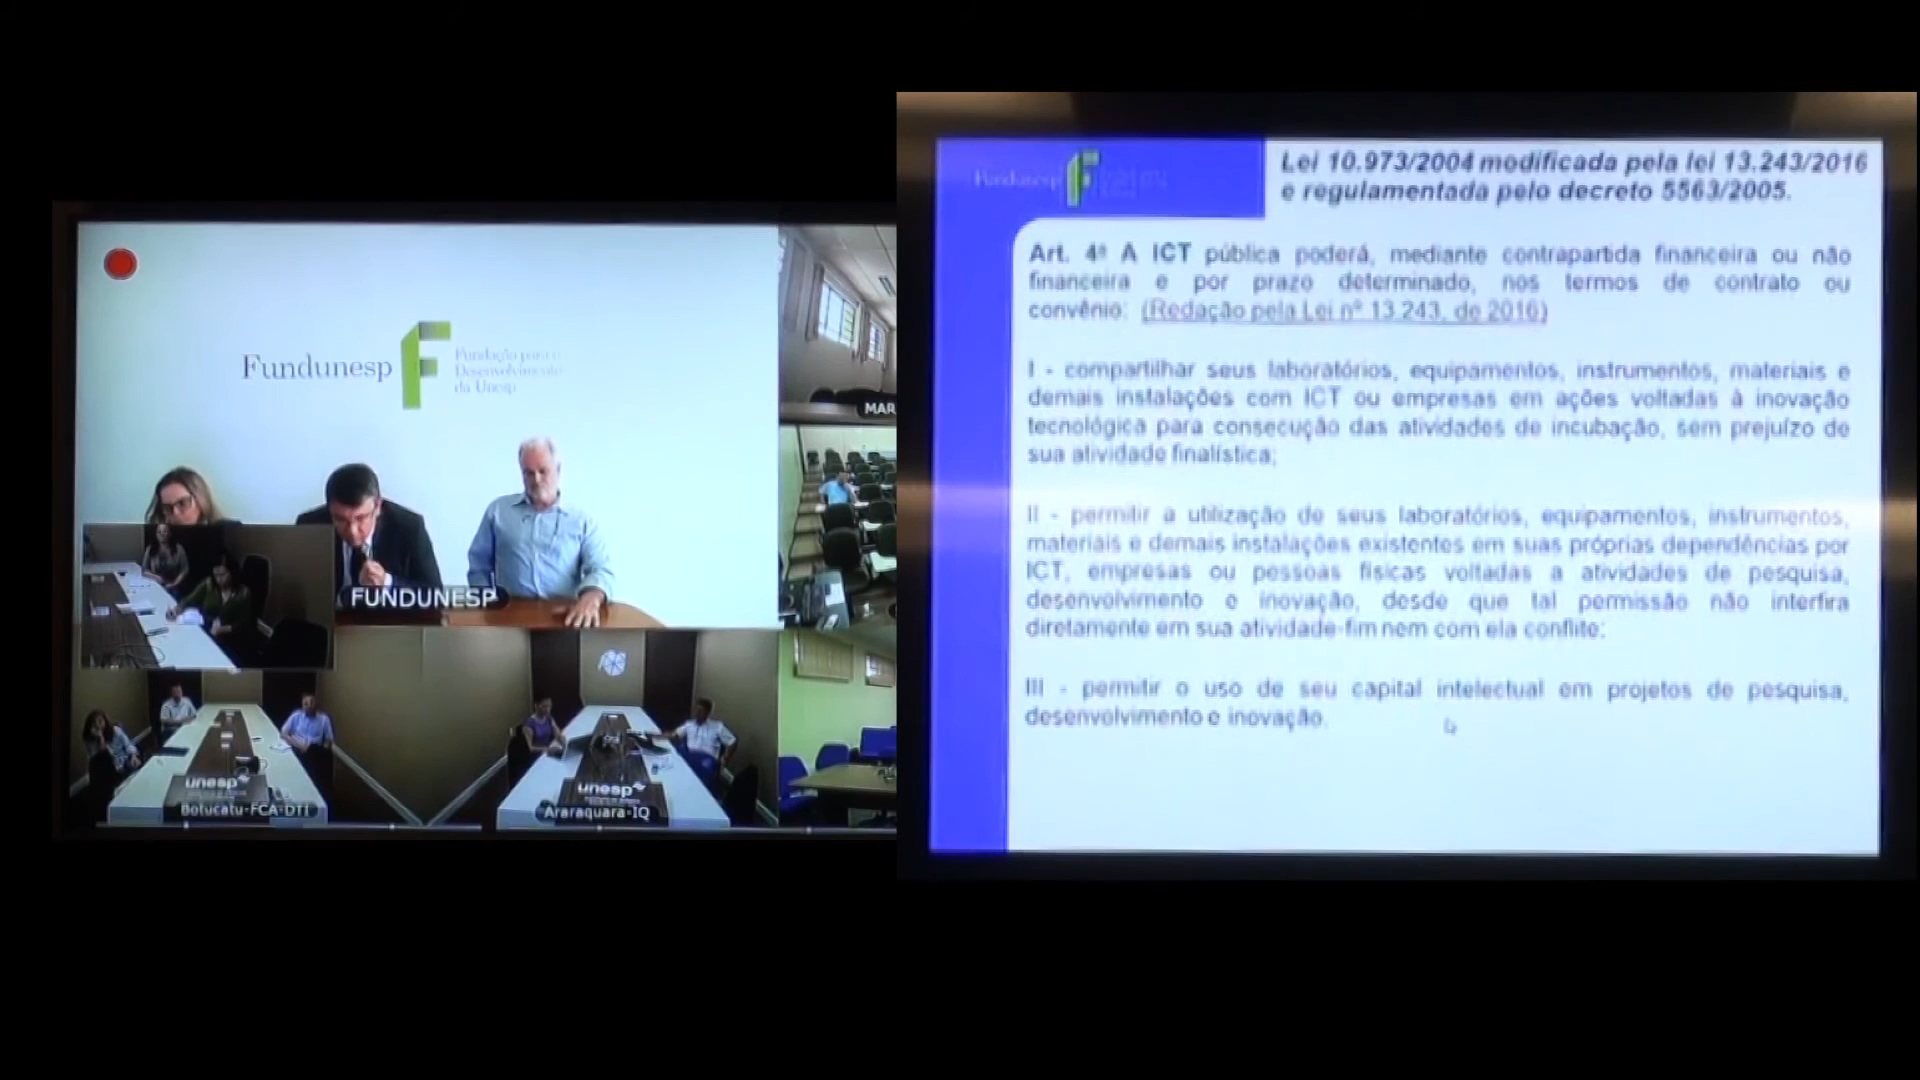 Fundunesp
Fundação para o
Desenvolvimento
da Unesp
MAR
FUNDUNESP
unesp
Botucatu-FCA-DTI
unesp
Araraquara-IQ
Fundunesp
Lei 10.973/2004 modificada pela lei 13.243/2016
e regulamentada pelo decreto 5563/2005.
Art. 4º A ICT pública poderá, mediante contrapartida financeira ou não
financeira e por prazo determinado, nos termos de contrato ou
convênio: (Redação pela Lei nº 13.243, de 2016)
I - compartilhar seus laboratórios, equipamentos, instrumentos, materiais e
demais instalações com ICT ou empresas em ações voltadas à inovação
tecnológica para consecução das atividades de incubação, sem prejuízo de
sua atividade finalística;
II - permitir a utilização de seus laboratórios, equipamentos, instrumentos,
materiais e demais instalações existentes em suas próprias dependências por
ICT, empresas ou pessoas físicas voltadas a atividades de pesquisa,
desenvolvimento e inovação, desde que tal permissão não interfira
diretamente em sua atividade-fim nem com ela conflite;
III - permitir o uso de seu capital intelectual em projetos de pesquisa,
desenvolvimento e inovação.